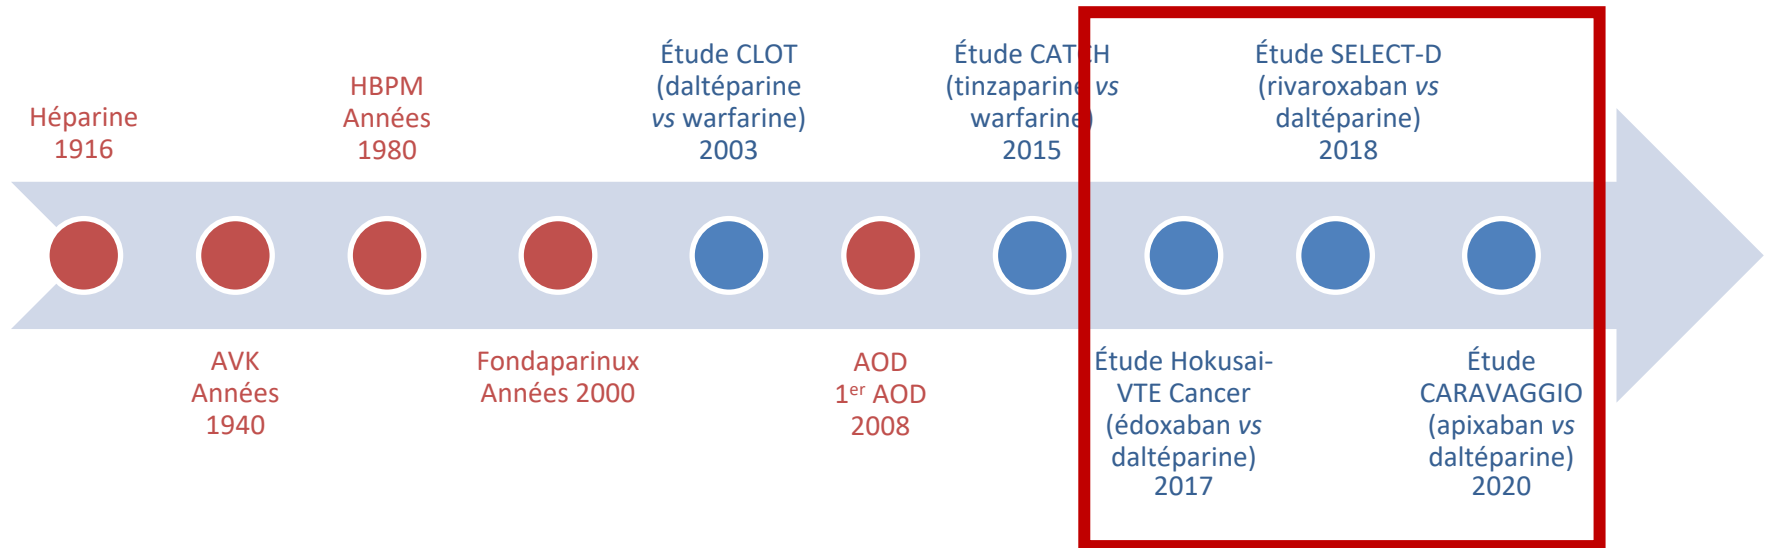 Héparine
1916
AVK
Années
1940
HBPM
Années
1980
Fondaparinux
Années 2000
Étude CLOT
(daltéparine
vs warfarine)
2003
AOD
1er AOD
2008
Étude CATCH
(tinzaparine vs
warfarine)
2015
Étude Hokusai-
VTE Cancer
(édoxaban vs
daltéparine)
2017
Étude SELECT-D
(rivaroxaban vs
daltéparine)
2018
Étude
CARAVAGGIO
(apixaban vs
daltéparine)
2020